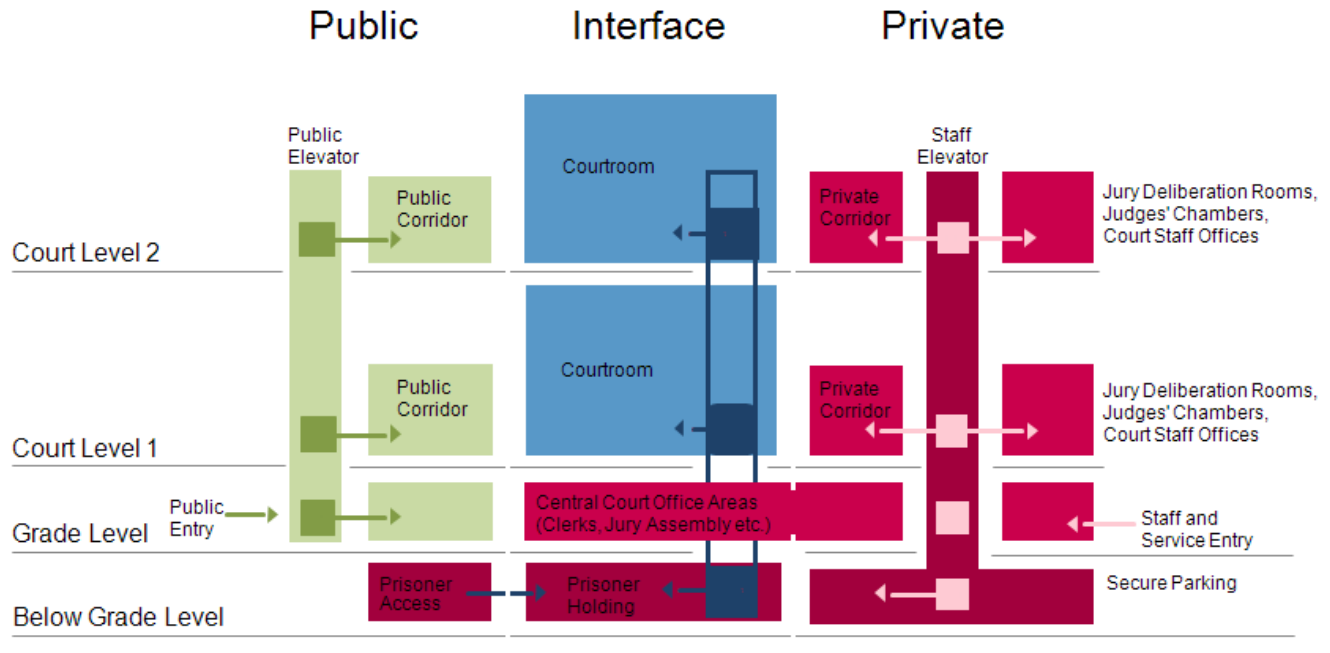 Public
Interface
Private
Public
Elevator
Staff
Elevator
Court Level 2
Public
Corridor
Courtroom
Private
Corridor
Jury Deliberation Rooms,
Judges' Chambers,
Court Staff Offices
Court Level 1
Public
Corridor
Courtroom
Private
Corridor
Jury Deliberation Rooms,
Judges' Chambers,
Court Staff Offices
Grade Level
Public
Entry
Central Court Office Areas
(Clerks, Jury Assembly etc.)
Staff and
Service Entry
Below Grade Level
Prisoner
Access
Prisoner
Holding
Secure Parking